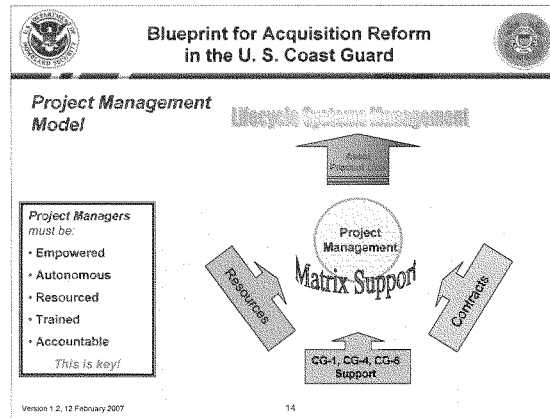 Blueprint for Acquisition Reform
in the U. S. Coast Guard
Project Management
Model
Lifecycle Systems Management
Project Managers
must be:
• Empowered
• Autonomous
• Resourced
• Trained
• Accountable
This is key!
Project
Management
Matrix Support
Resources
Contracts
CG-1, CG-4, CG-6
Support
Version 1.2, 12 February 2007
14